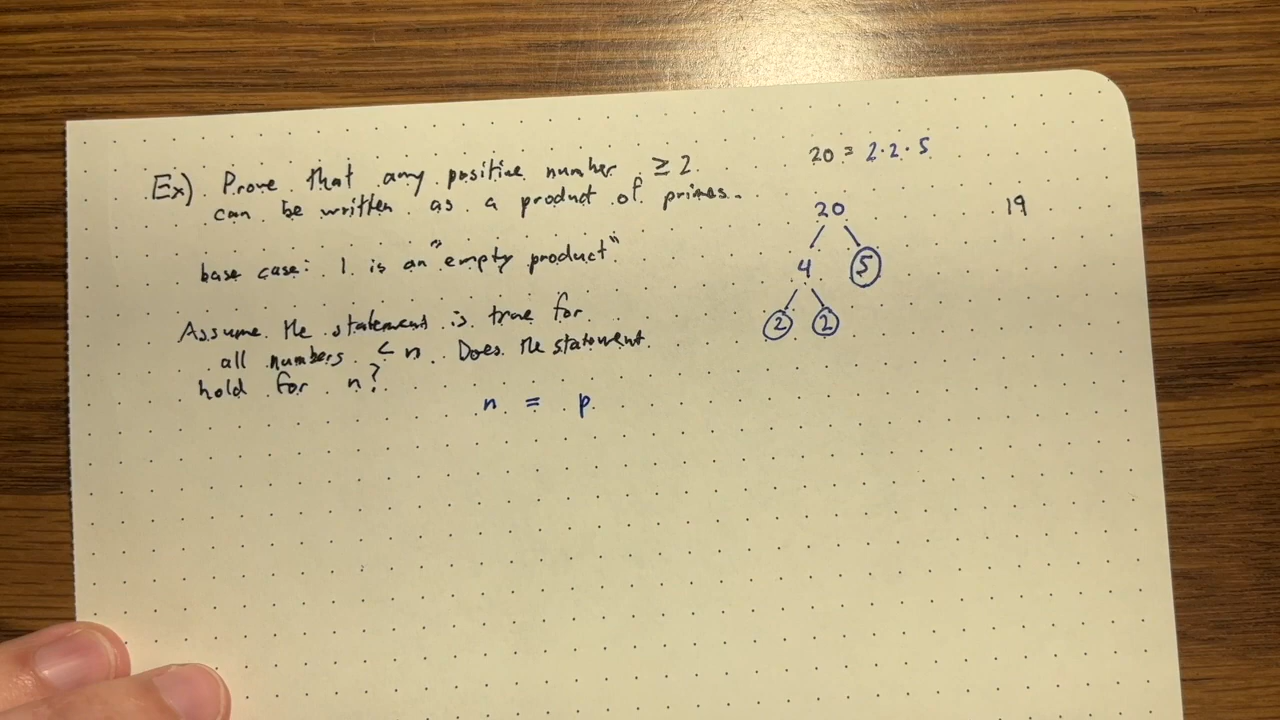 Ex) Prove that any positive number ≥ 2
can be written as a product of primes.
base case: 1 is an "empty product"
Assume the statement is true for
all numbers < n. Does the statement
hold for n?
n = p
20 = 2·2·5
20
4 5
2 2
19